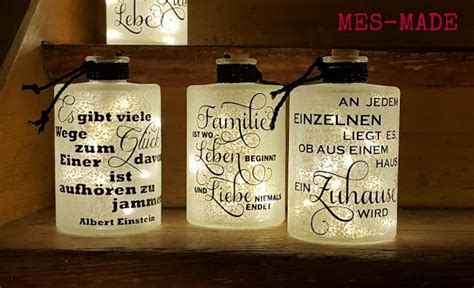 MES-MADE
Lebe
Es gibt viele
Wege
zum Glück
Einer davon
ist
aufhören zu
jammern
Albert Einstein
Familie
IST WO
Leben BEGINNT
UND Liebe NIEMALS
ENDET
AN JEDEM
EINZELNEN
LIEGT ES,
OB AUS EINEM
HAUS
EIN Zuhause
WIRD